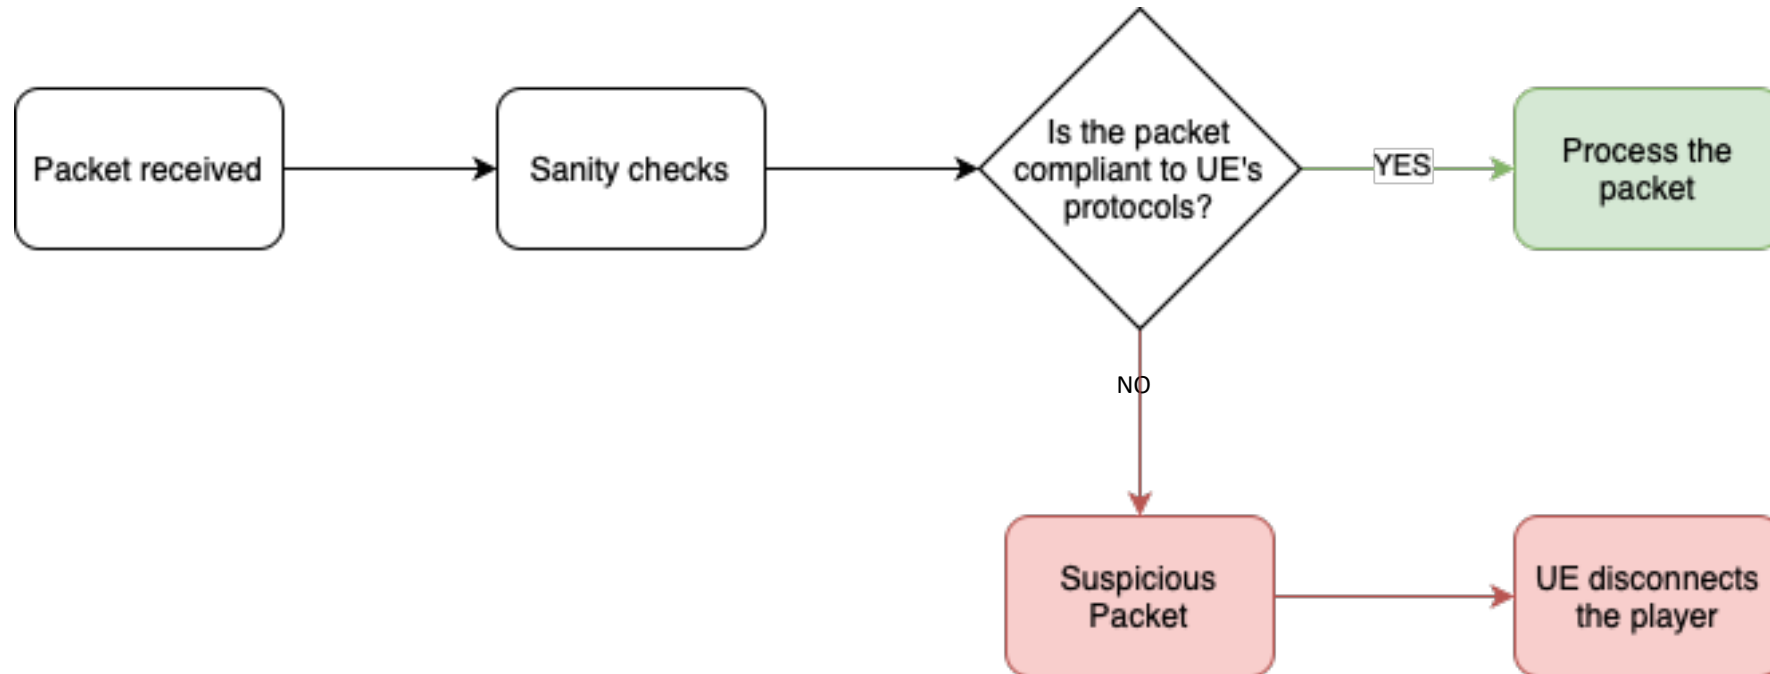 Packet received
Sanity checks
Is the packet
compliant to UE's
protocols?
YES
Process the
packet
NO
Suspicious
Packet
UE disconnects
the player